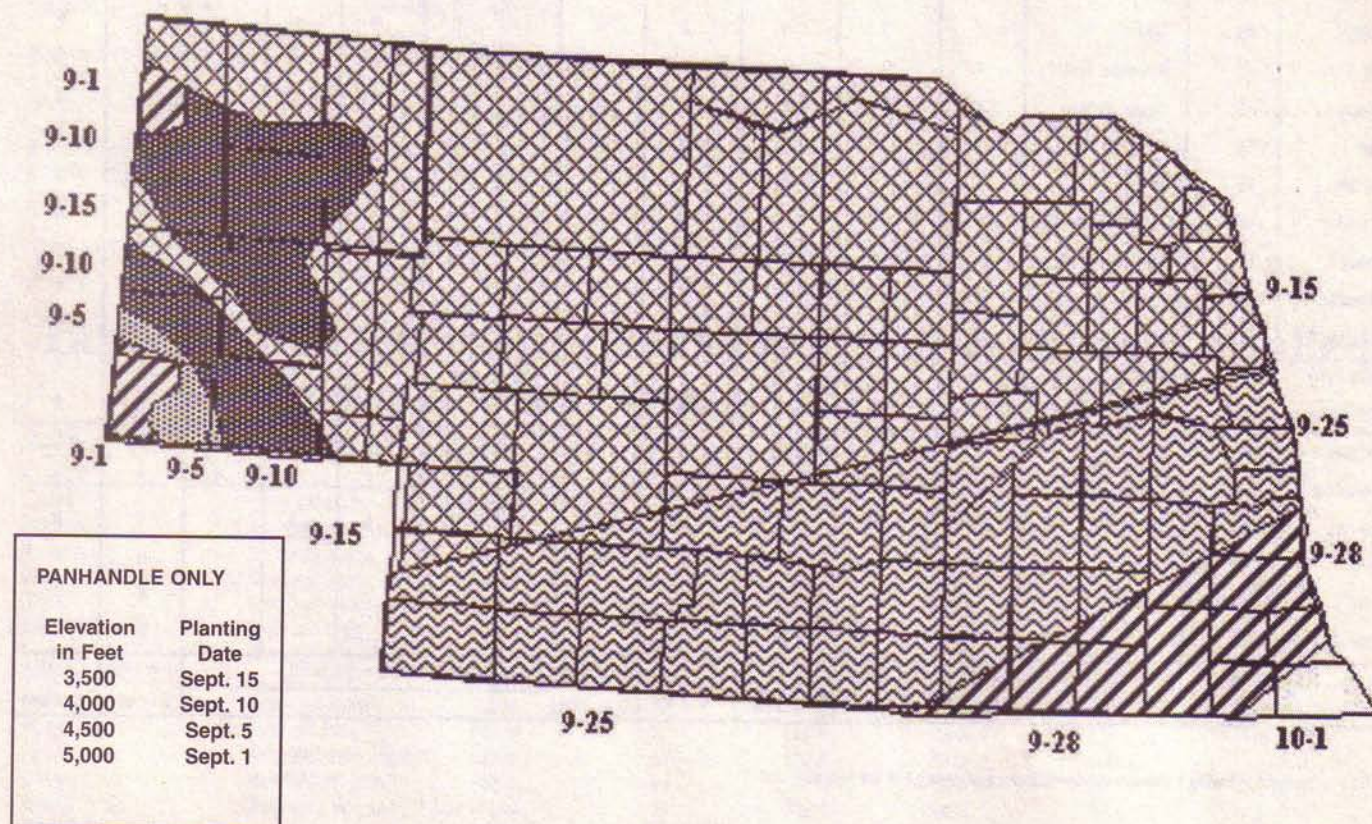 9-1
9-10
9-15
9-10
9-5
9-1
9-5
9-10
9-15
9-15
9-25
9-28
9-25
9-28
10-1
PANHANDLE ONLY
Elevation in Feet Planting Date
3,500 Sept. 15
4,000 Sept. 10
4,500 Sept. 5
5,000 Sept. 1